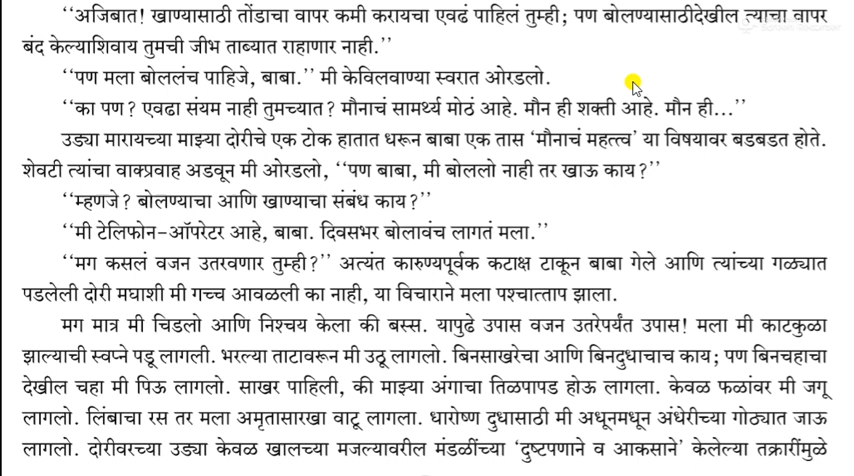 “अजिबात! खाण्यासाठी तोंडाचा वापर कमी करायचा एवढं पाहिलं तुम्ही; पण बोलण्यासाठीदेखील त्याचा वापर
बंद केल्याशिवाय तुमची जीभ ताब्यात राहाणार नाही.”
“पण मला बोललंच पाहिजे, बाबा.” मी केविलवाण्या स्वरात ओरडलो.
“का पण? एवढा संयम नाही तुमच्यात? मौनाचं सामर्थ्य मोठं आहे. मौन ही शक्ती आहे. मौन ही...”
उड्या मारायच्या माझ्या दोरीचे एक टोक हातात धरून बाबा एक तास ‘मौनाचं महत्त्व’ या विषयावर बडबडत होते.
शेवटी त्यांचा वाक्प्रवाह अडवून मी ओरडलो, “पण बाबा, मी बोललो नाही तर खाऊ काय?”
“म्हणजे? बोलण्याचा आणि खाण्याचा संबंध काय?”
“मी टेलिफोन-ऑपरेटर आहे, बाबा. दिवसभर बोलावंच लागतं मला.”
“मग कसलं वजन उतरवणार तुम्ही?” अत्यंत कारुण्यपूर्वक कटाक्ष टाकून बाबा गेले आणि त्यांच्या गळ्यात
पडलेली दोरी मघाशी मी गच्च आवळली का नाही, या विचाराने मला पश्चात्ताप झाला.
मग मात्र मी चिडलो आणि निश्चय केला की बस्स. यापुढे उपास वजन उतरेपर्यंत उपास! मला मी काटकुळा
झाल्याची स्वप्ने पडू लागली. भरल्या ताटावरून मी उठू लागलो. बिनसाखरेचा आणि बिनदुधाचाच काय; पण बिनचहाचा
देखील चहा मी पिऊ लागलो. साखर पाहिली, की माझ्या अंगाचा तिळपापड होऊ लागला. केवळ फळांवर मी जगू
लागलो. लिंबाचा रस तर मला अमृतासारखा वाटू लागला. धारोष्ण दुधासाठी मी अधूनमधून अंधेरीच्या गोठ्यात जाऊ
लागलो. दोरीवरच्या उड्या केवळ खालच्या मजल्यावरील मंडळींच्या ‘दुष्टपणाने व आकसाने’ केलेल्या तक्रारींमुळे